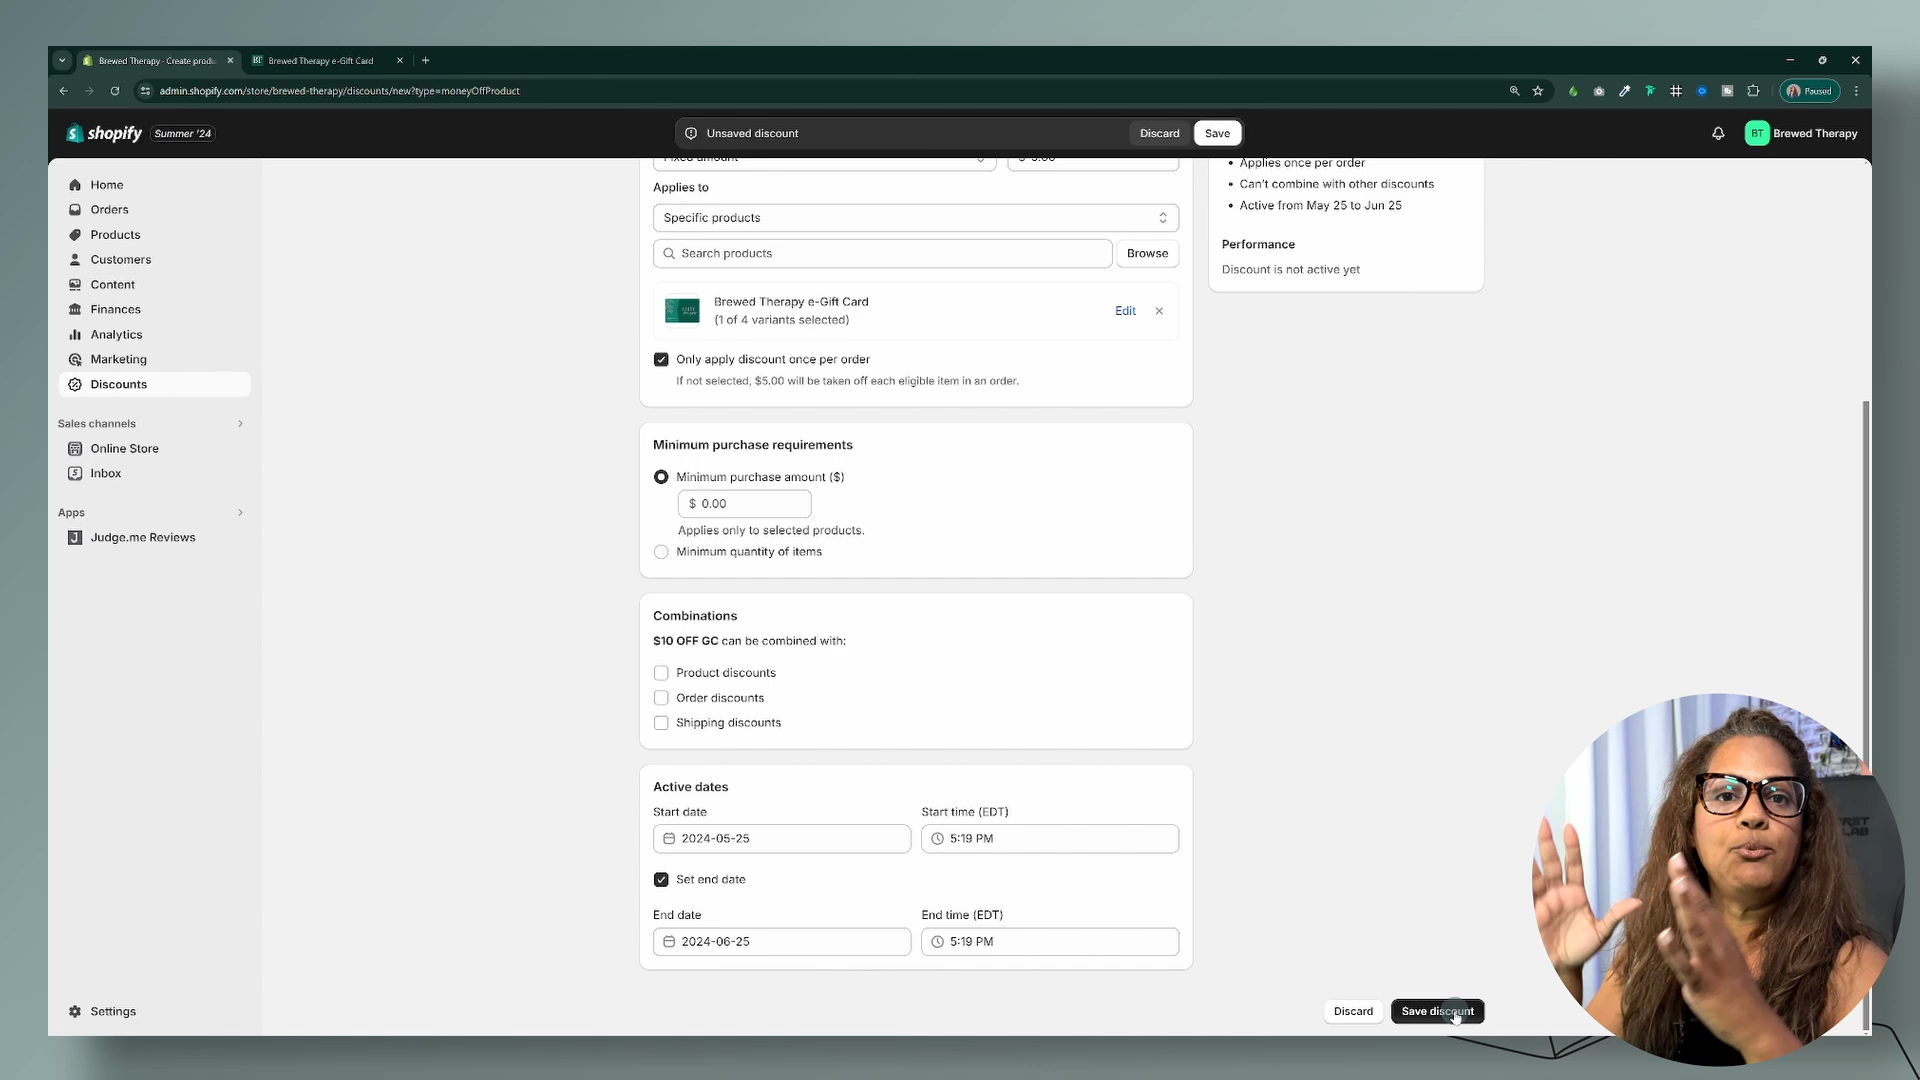 Brewed Therapy - Create produ
Brewed Therapy e-Gift Card
admin.shopify.com/store/brewed-therapy/discounts/new?type=moneyOffProduct
Paused
shopify
Summer '24
Unsaved discount
Discard
Save
BT
Brewed Therapy
Home
Orders
Products
Customers
Content
Finances
Analytics
Marketing
Discounts
Sales channels
Online Store
Inbox
Apps
Judge.me Reviews
Settings
Fixed amount
$ 5.00
Applies to
Specific products
Search products
Browse
Brewed Therapy e-Gift Card
(1 of 4 variants selected)
Edit
Only apply discount once per order
If not selected, $5.00 will be taken off each eligible item in an order.
Minimum purchase requirements
Minimum purchase amount ($)
$ 0.00
Applies only to selected products.
Minimum quantity of items
Combinations
$10 OFF GC can be combined with:
Product discounts
Order discounts
Shipping discounts
Active dates
Start date
Start time (EDT)
2024-05-25
5:19 PM
Set end date
End date
End time (EDT)
2024-06-25
5:19 PM
Discard
Save discount
• Applies once per order
• Can't combine with other discounts
• Active from May 25 to Jun 25
Performance
Discount is not active yet